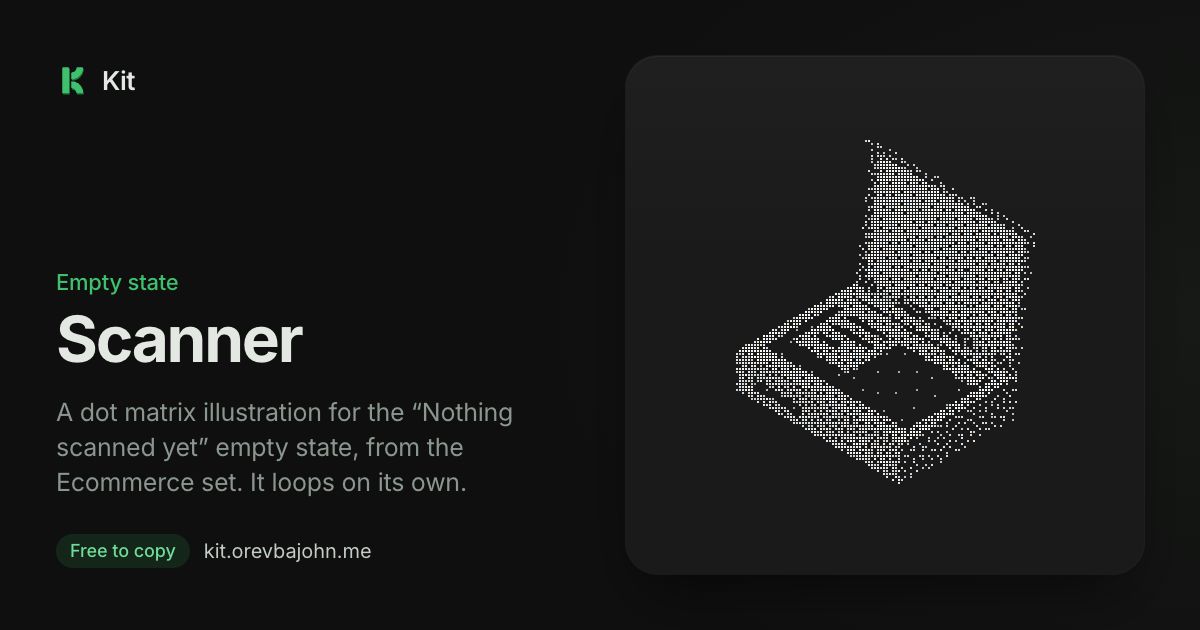 Kit
Empty state
Scanner
A dot matrix illustration for the “Nothing
scanned yet” empty state, from the
Ecommerce set. It loops on its own.
Free to copy
kit.orevbajohn.me